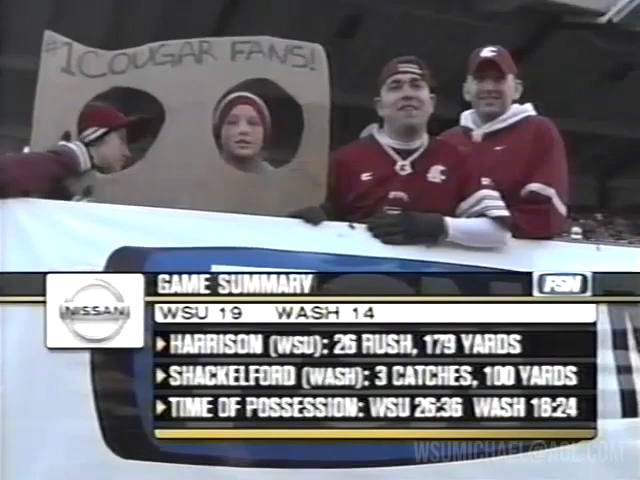 #1 COUGAR FANS!
GAME SUMMARY
FSN
NISSAN
WSU 19 WASH 14
HARRISON (WSU): 26 RUSH, 179 YARDS
SHACKELFORD (WASH): 3 CATCHES, 100 YARDS
TIME OF POSSESSION: WSU 26:36 WASH 18:24
WSUMICHAEL@AOL.COM